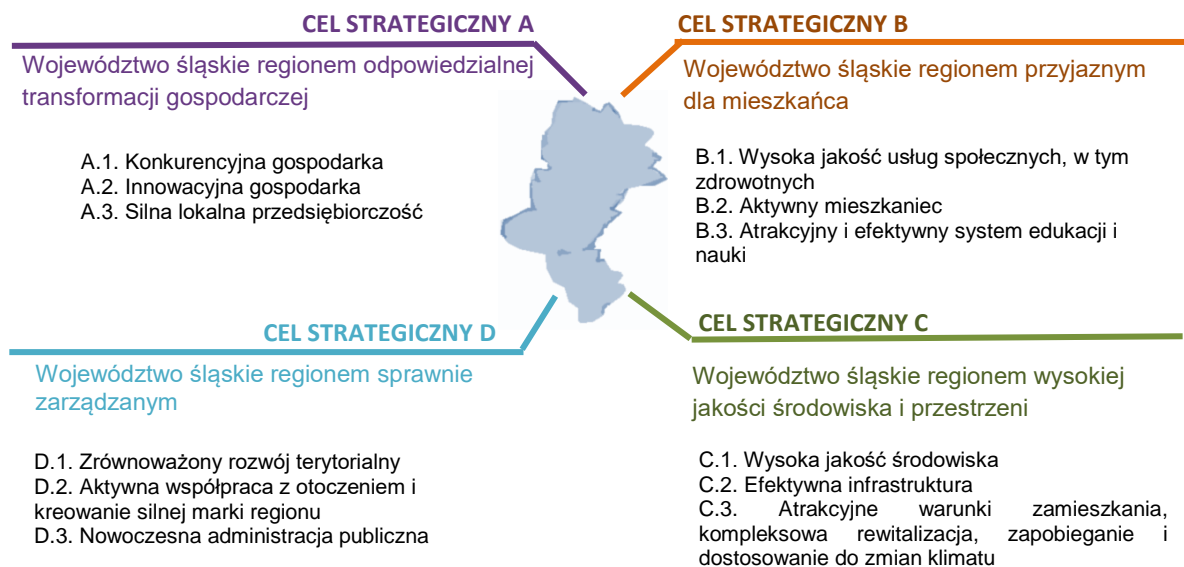 CEL STRATEGICZNY A
Województwo śląskie regionem odpowiedzialnej
transformacji gospodarczej
A.1. Konkurencyjna gospodarka
A.2. Innowacyjna gospodarka
A.3. Silna lokalna przedsiębiorczość
CEL STRATEGICZNY B
Województwo śląskie regionem przyjaznym
dla mieszkańca
B.1. Wysoka jakość usług społecznych, w tym
zdrowotnych
B.2. Aktywny mieszkaniec
B.3. Atrakcyjny i efektywny system edukacji i
nauki
CEL STRATEGICZNY D
Województwo śląskie regionem sprawnie
zarządzanym
D.1. Zrównoważony rozwój terytorialny
D.2. Aktywna współpraca z otoczeniem i
kreowanie silnej marki regionu
D.3. Nowoczesna administracja publiczna
CEL STRATEGICZNY C
Województwo śląskie regionem wysokiej
jakości środowiska i przestrzeni
C.1. Wysoka jakość środowiska
C.2. Efektywna infrastruktura
C.3. Atrakcyjne warunki zamieszkania,
kompleksowa rewitalizacja, zapobieganie i
dostosowanie do zmian klimatu